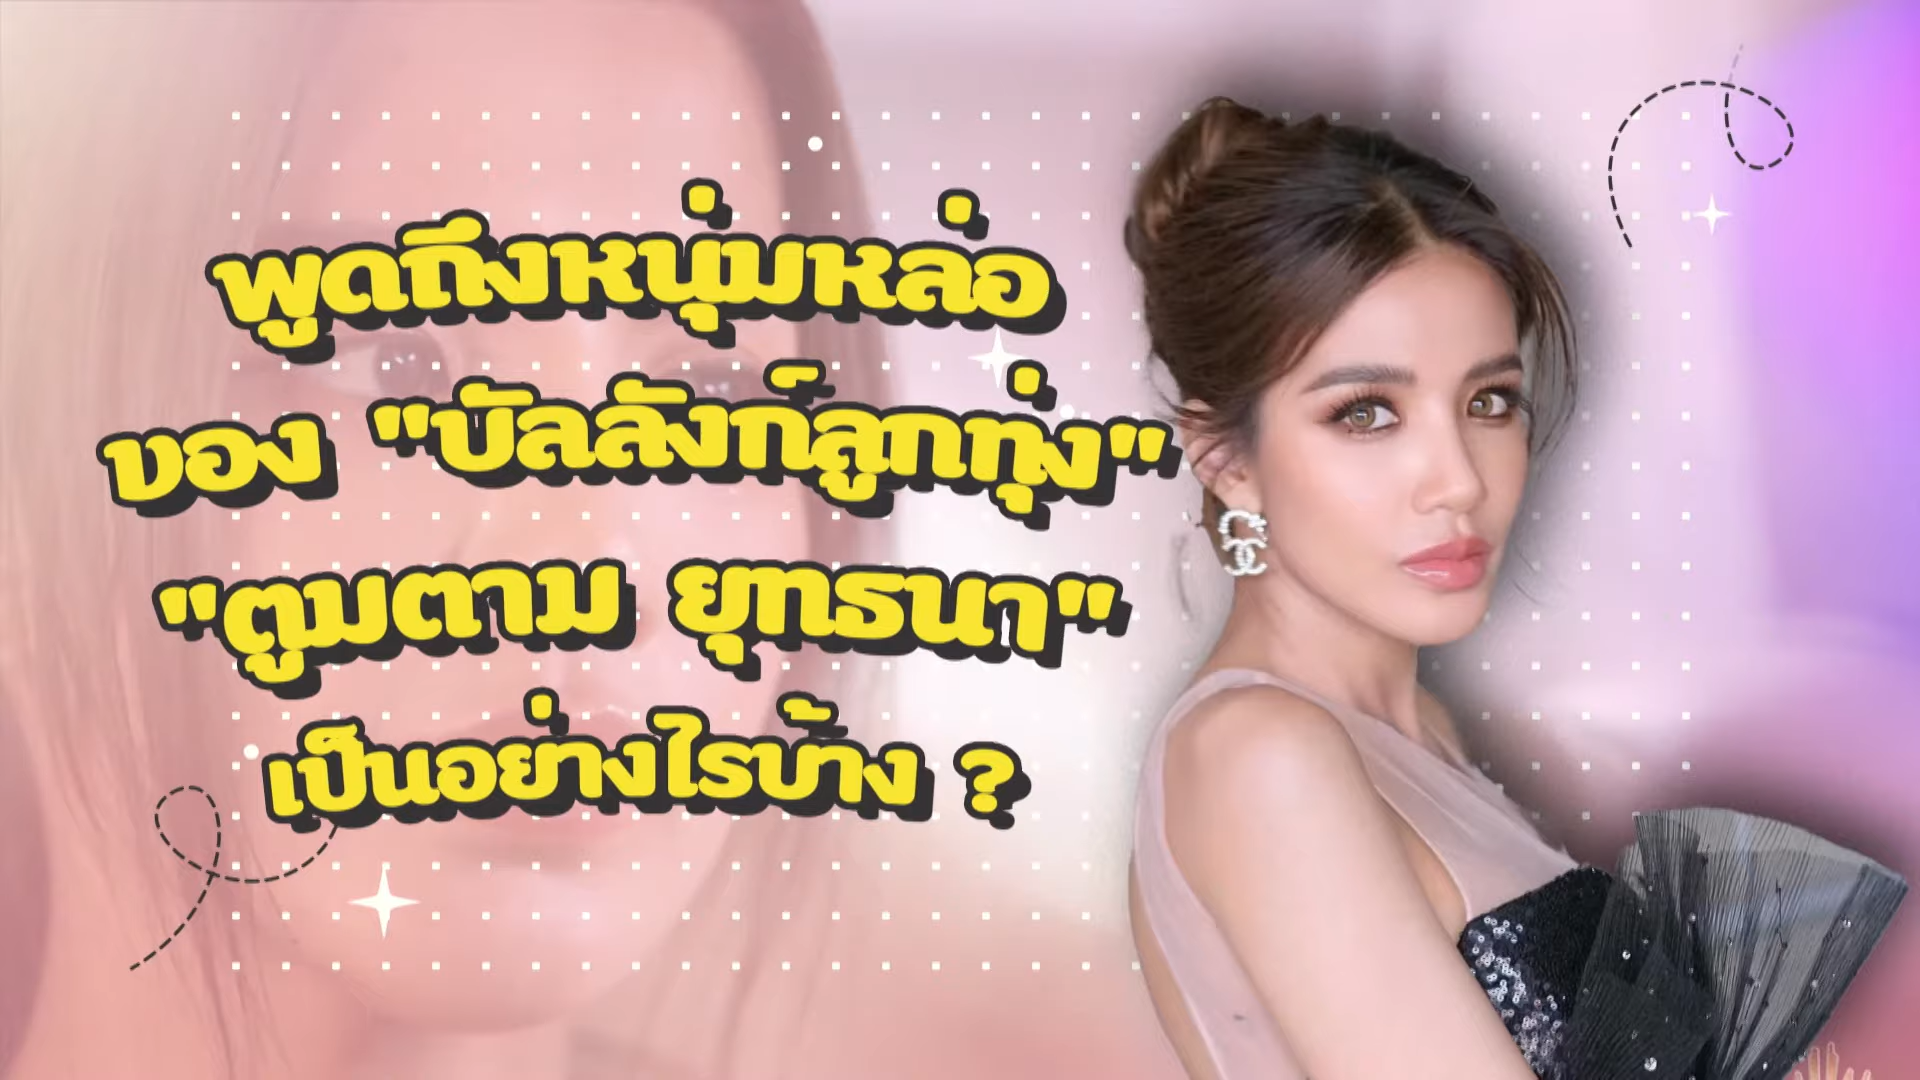 พูดถึงหนุ่มหล่อ
ของ "บัลลังก์ลูกทุ่ง"
"ตูมตาม ยุทธนา"
เป็นอย่างไรบ้าง ?